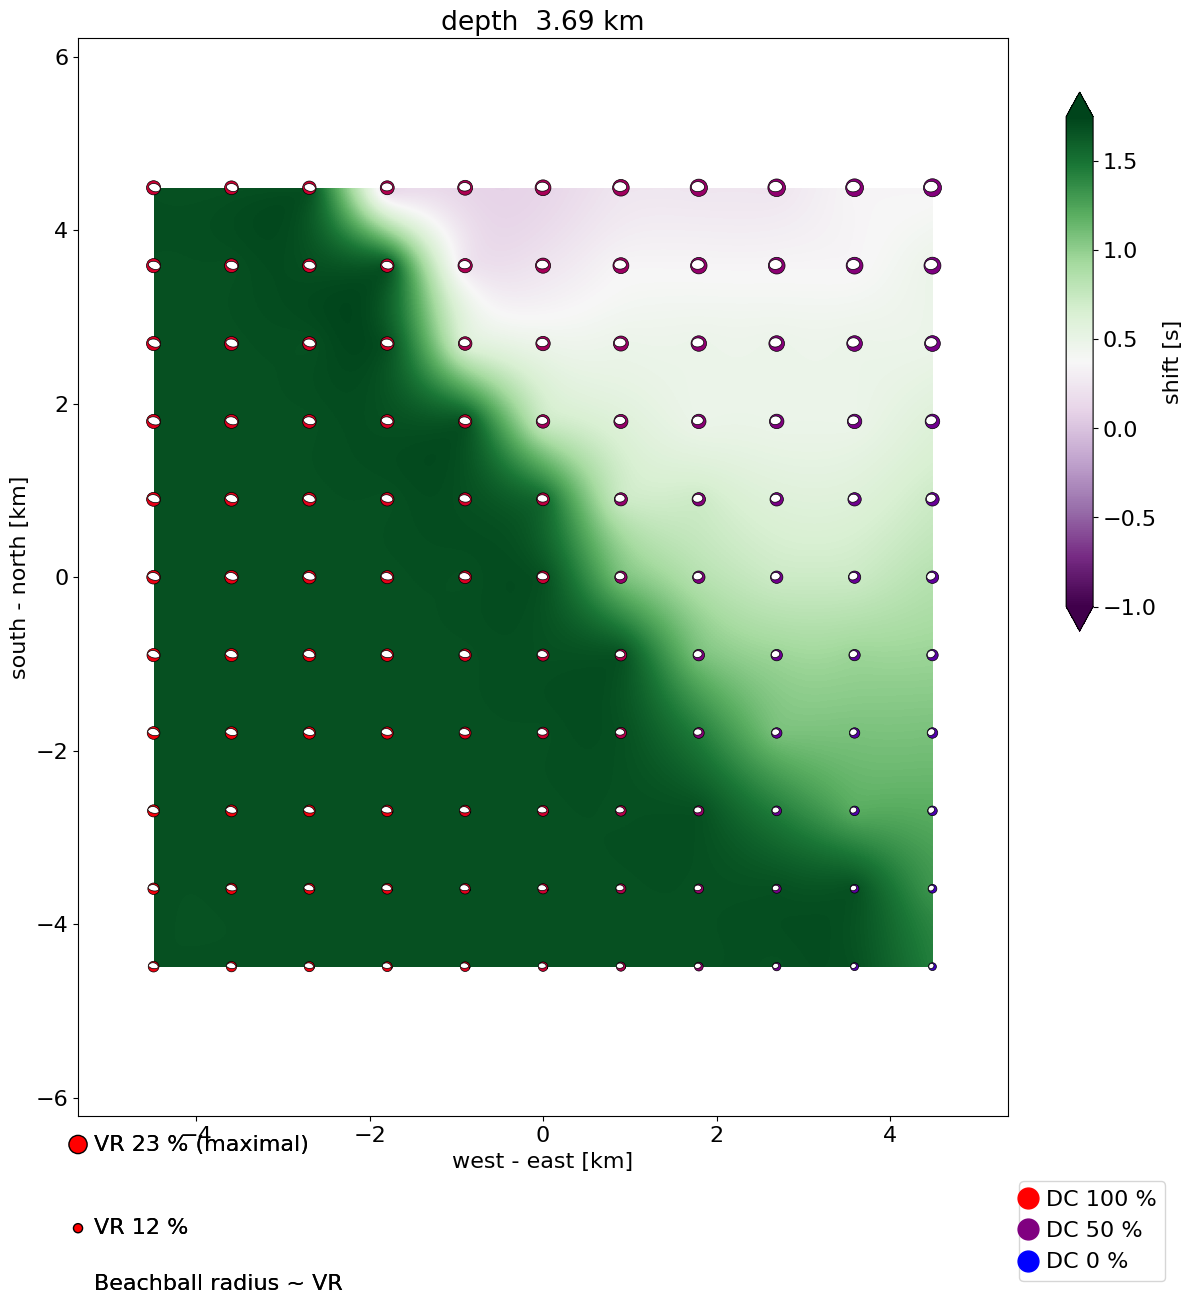 depth  3.69 km
6
4
2
0
−2
−4
−6
south - north [km]
−4
−2
0
2
4
west - east [km]
1.5
1.0
0.5
0.0
−0.5
−1.0
shift [s]
VR 23 % (maximal)
VR 12 %
Beachball radius ~ VR
DC 100 %
DC 50 %
DC 0 %